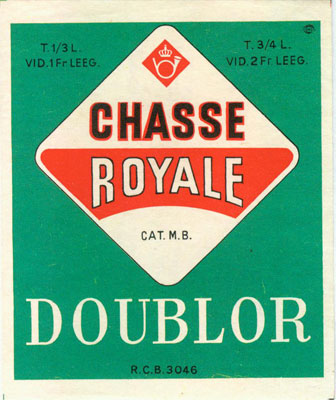 T. 1/3 L.
VID. 1 Fr LEEG.
T. 3/4 L.
VID. 2 Fr LEEG.
CHASSE
ROYALE
CAT. M.B.
DOUBLOR
R.C.B. 3046